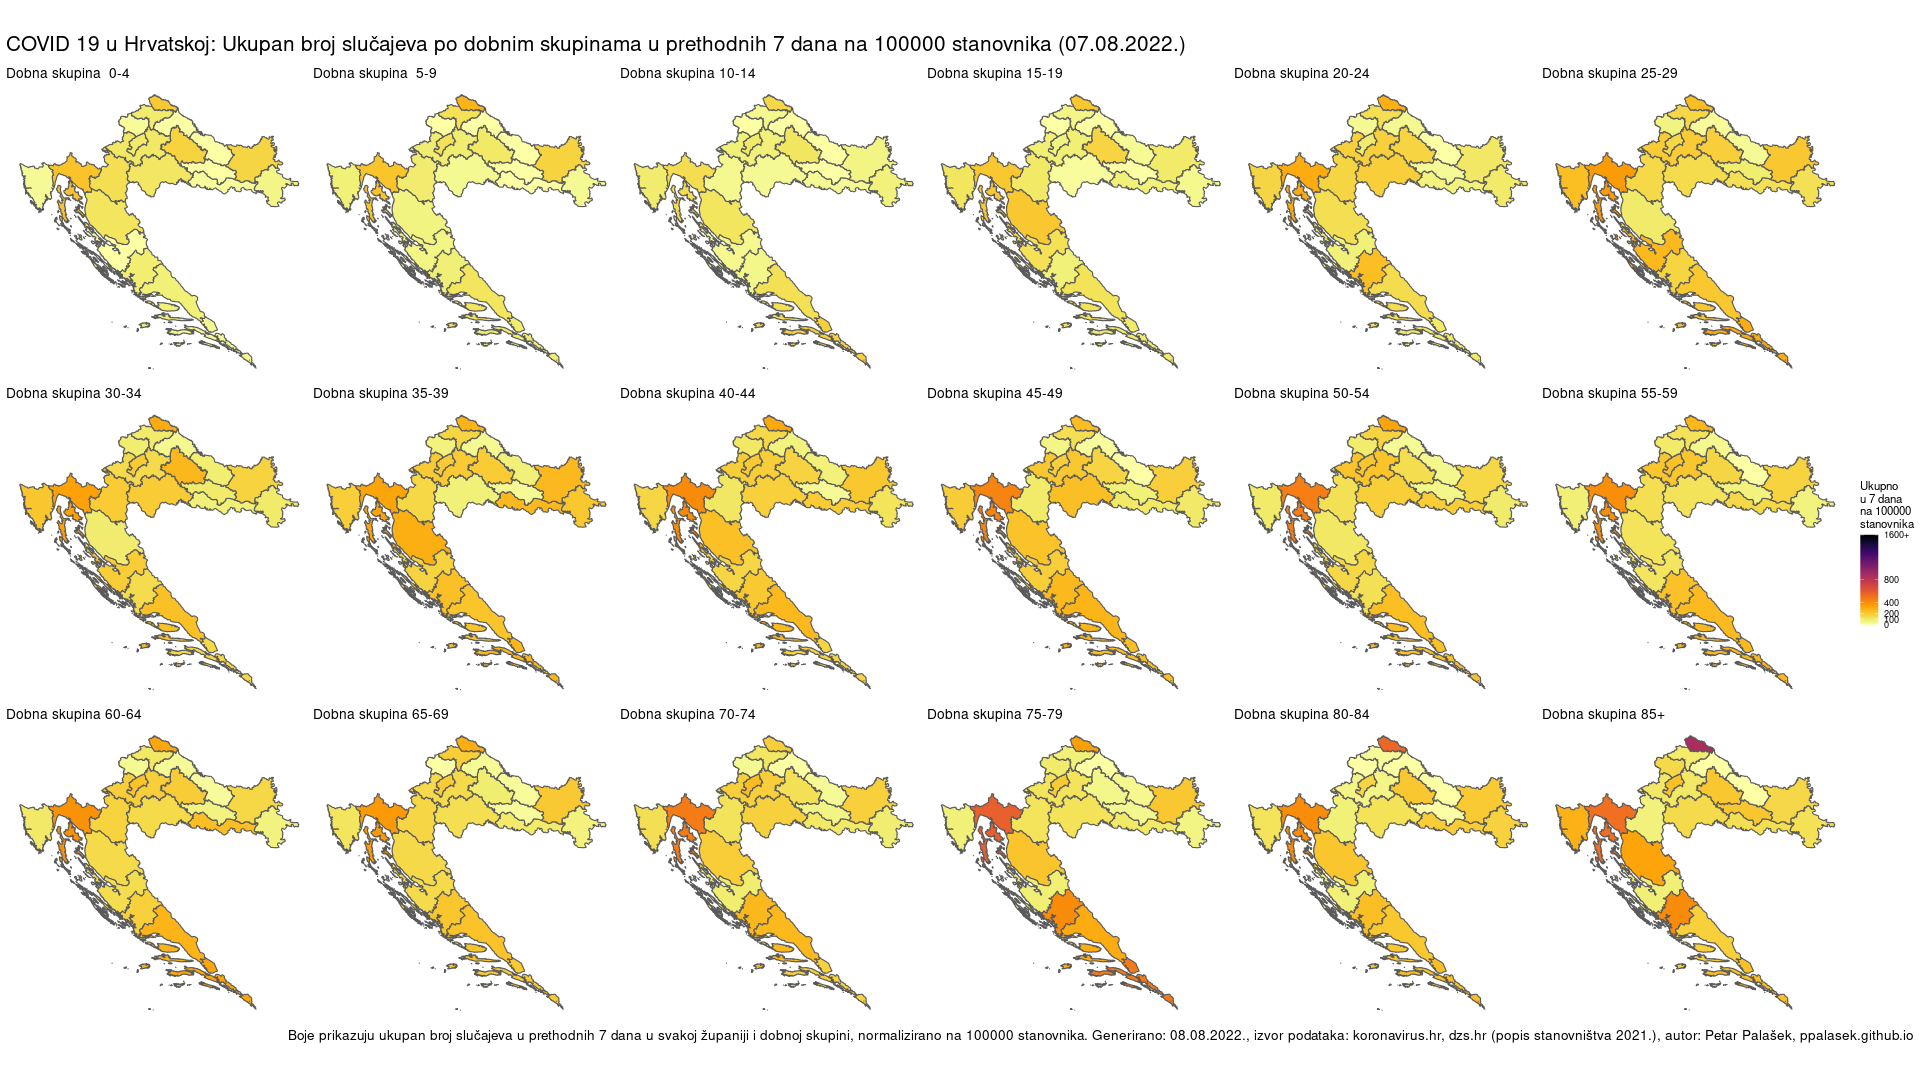 COVID 19 u Hrvatskoj: Ukupan broj slučajeva po dobnim skupinama u prethodnih 7 dana na 100000 stanovnika (07.08.2022.)
Dobna skupina  0-4
Dobna skupina  5-9
Dobna skupina 10-14
Dobna skupina 15-19
Dobna skupina 20-24
Dobna skupina 25-29
Dobna skupina 30-34
Dobna skupina 35-39
Dobna skupina 40-44
Dobna skupina 45-49
Dobna skupina 50-54
Dobna skupina 55-59
Ukupno
u 7 dana
na 100000
stanovnika
1600+
800
400
200
100
0
Dobna skupina 60-64
Dobna skupina 65-69
Dobna skupina 70-74
Dobna skupina 75-79
Dobna skupina 80-84
Dobna skupina 85+
Boje prikazuju ukupan broj slučajeva u prethodnih 7 dana u svakoj županiji i dobnoj skupini, normalizirano na 100000 stanovnika. Generirano: 08.08.2022., izvor podataka: koronavirus.hr, dzs.hr (popis stanovništva 2021.), autor: Petar Palašek, ppalasek.github.io